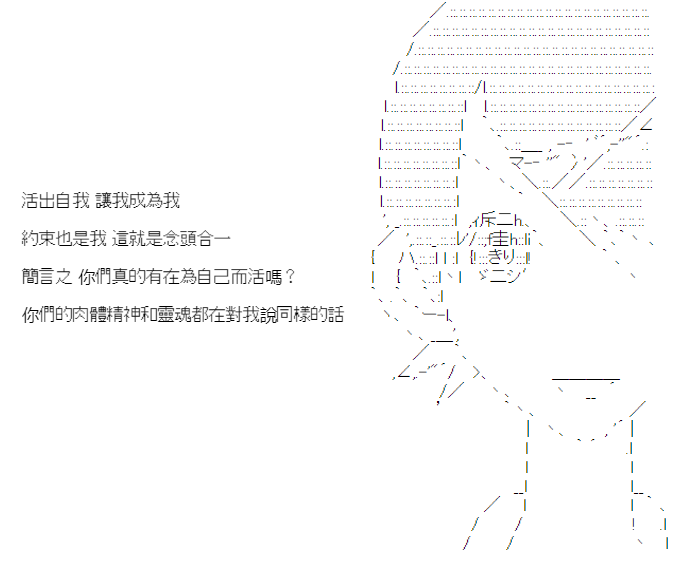 活出自我 讓我成為我
約束也是我 這就是念頭合一
簡言之 你們真的有在為自己而活嗎？
你們的肉體精神和靈魂都在對我說同樣的話